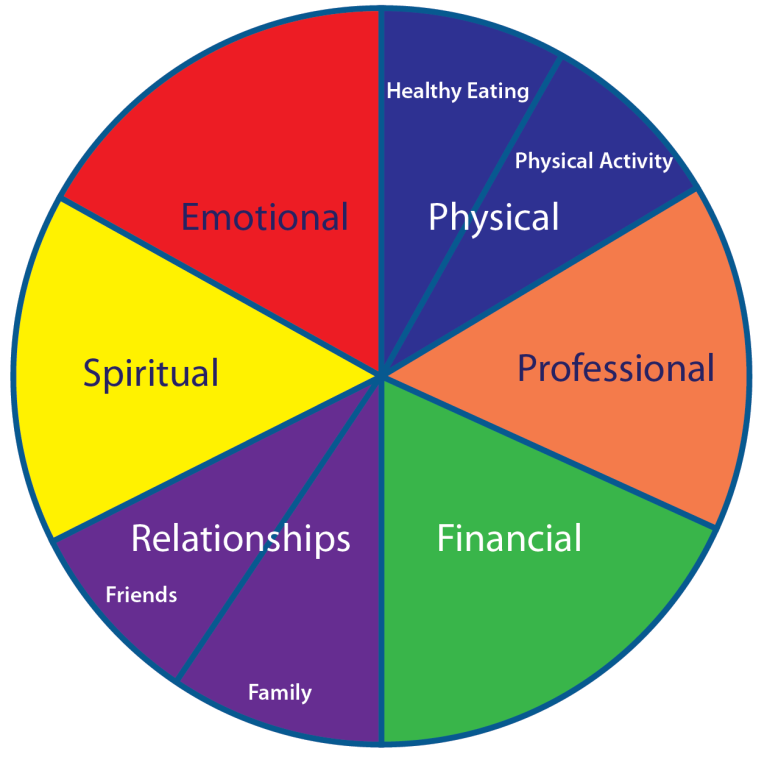 Healthy Eating
Physical Activity
Emotional
Physical
Spiritual
Professional
Relationships
Financial
Friends
Family